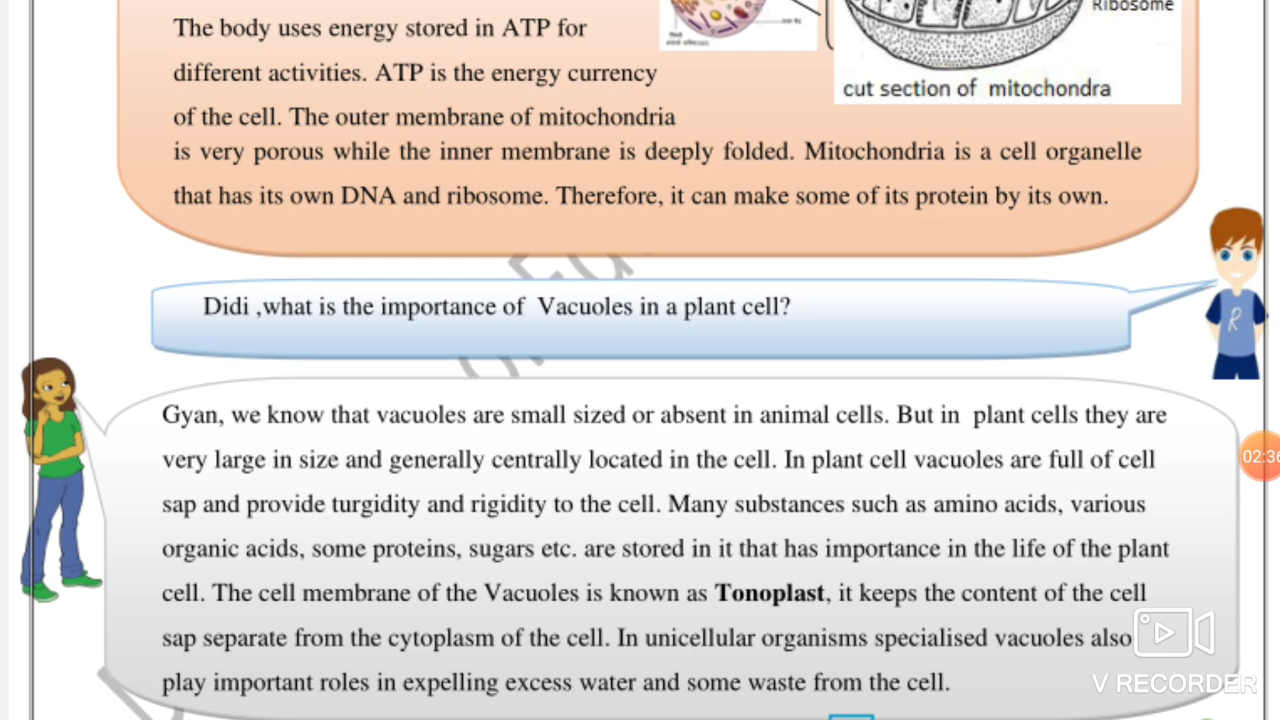 Ribosome
The body uses energy stored in ATP for
different activities. ATP is the energy currency
cut section of mitochondra
of the cell. The outer membrane of mitochondria
is very porous while the inner membrane is deeply folded. Mitochondria is a cell organelle
that has its own DNA and ribosome. Therefore, it can make some of its protein by its own.
Didi ,what is the importance of Vacuoles in a plant cell?
R
Gyan, we know that vacuoles are small sized or absent in animal cells. But in plant cells they are
very large in size and generally centrally located in the cell. In plant cell vacuoles are full of cell
sap and provide turgidity and rigidity to the cell. Many substances such as amino acids, various
organic acids, some proteins, sugars etc. are stored in it that has importance in the life of the plant
cell. The cell membrane of the Vacuoles is known as Tonoplast, it keeps the content of the cell
sap separate from the cytoplasm of the cell. In unicellular organisms specialised vacuoles also
play important roles in expelling excess water and some waste from the cell.
02:36
V RECORDER